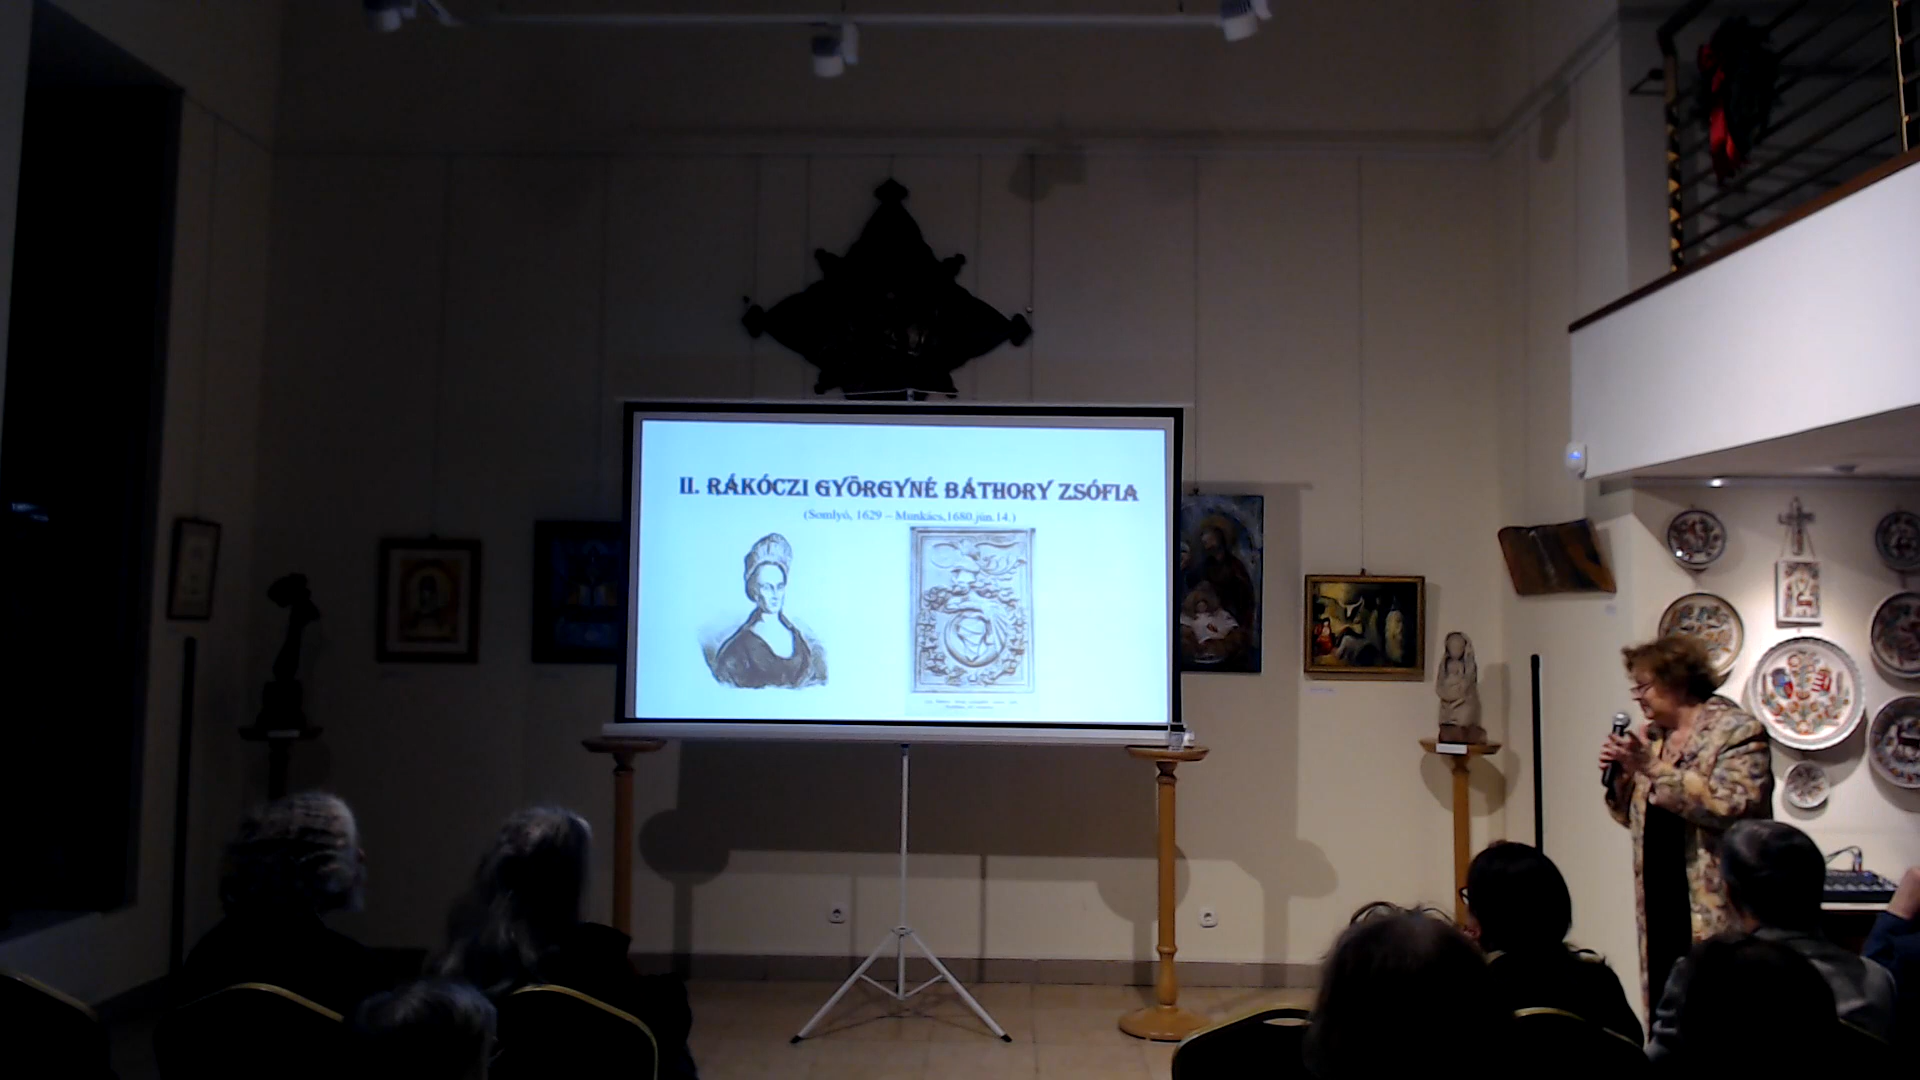 II. RÁKÓCZI GYÖRGYNÉ BÁTHORY ZSÓFIA
(Somlyó, 1629 – Munkács,1680.jún.14.)